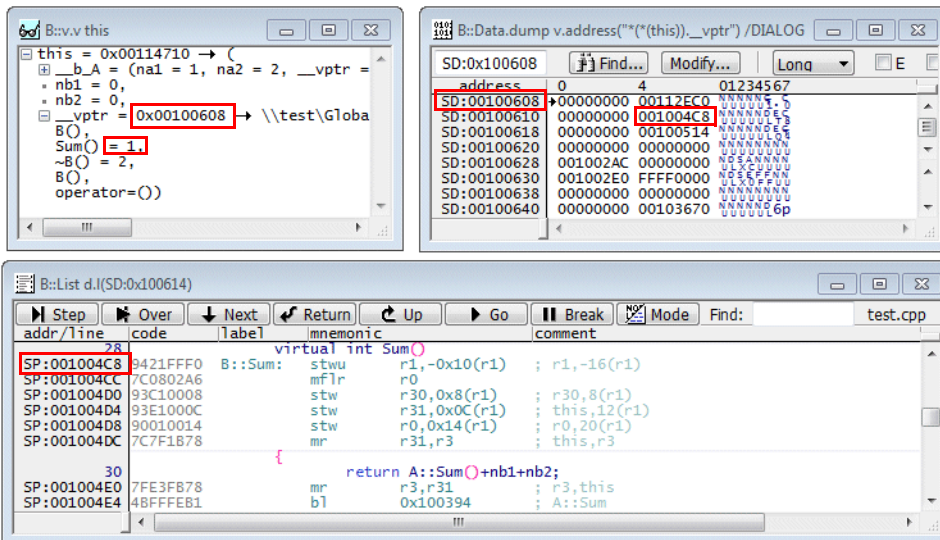 B::v.v this
this = 0x00114710 → (
__b_A = (na1 = 1, na2 = 2, __vptr =
nb1 = 0,
nb2 = 0,
__vptr = 0x00100608 → \\test\Globa
B(),
Sum() = 1,
~B() = 2,
B(),
operator=())
B::Data.dump v.address("*(*(this)).__vptr") /DIALOG
SD:0x100608 Find... Modify... Long E
address 0 4 01234567
SD:00100608 00000000 00112EC0
SD:00100610 00000000 001004C8
SD:00100618 00000000 00100514
SD:00100620 00000000 00000000
SD:00100628 001002AC 00000000
SD:00100630 001002E0 FFFF0000
SD:00100638 00000000 00000000
SD:00100640 00000000 00103670
B::List d.l(SD:0x100614)
Step Over Next Return Up Go Break Mode Find: test.cpp
addr/line code label mnemonic comment
28 virtual int Sum()
SP:001004C8 9421FFF0 B::Sum: stwu r1,-0x10(r1) ; r1,-16(r1)
SP:001004CC 7C0802A6 mflr r0
SP:001004D0 93C10008 stw r30,0x8(r1) ; r30,8(r1)
SP:001004D4 93E1000C stw r31,0x0C(r1) ; this,12(r1)
SP:001004D8 90010014 stw r0,0x14(r1) ; r0,20(r1)
SP:001004DC 7C7F1B78 mr r31,r3 ; this,r3
{
30 return A::Sum()+nb1+nb2;
SP:001004E0 7FE3FB78 mr r3,r31 ; r3,this
SP:001004E4 4BFFFEB1 bl 0x100394 ; A::Sum